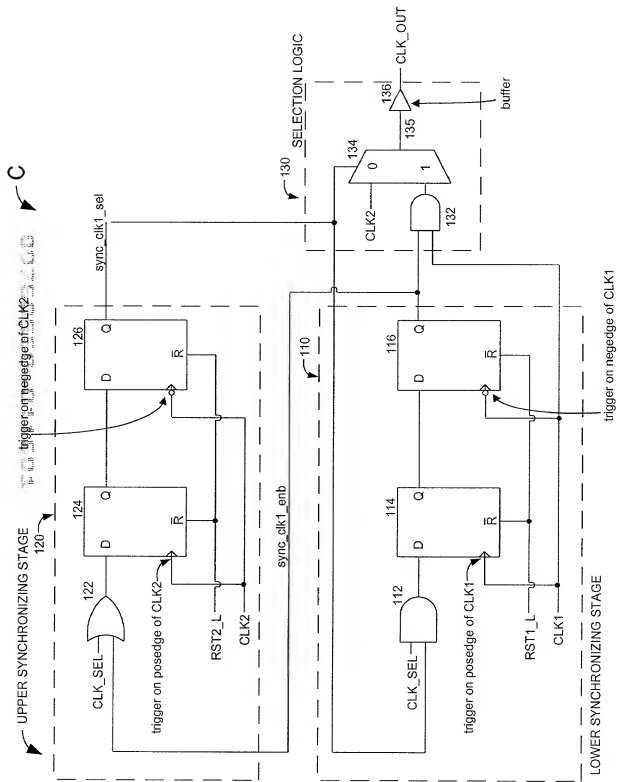 C
UPPER SYNCHRONIZING STAGE
120
CLK_SEL
122
trigger on posedge of CLK2
RST2_L
CLK2
D
Q
124
R
trigger on negedge of CLK2
D
Q
126
R
sync_clk1_sel
sync_clk1_enb
130
SELECTION LOGIC
CLK2
0
1
134
132
135
136
CLK_OUT
buffer
110
CLK_SEL
112
trigger on posedge of CLK1
RST1_L
CLK1
D
Q
114
R
D
Q
116
R
trigger on negedge of CLK1
LOWER SYNCHRONIZING STAGE